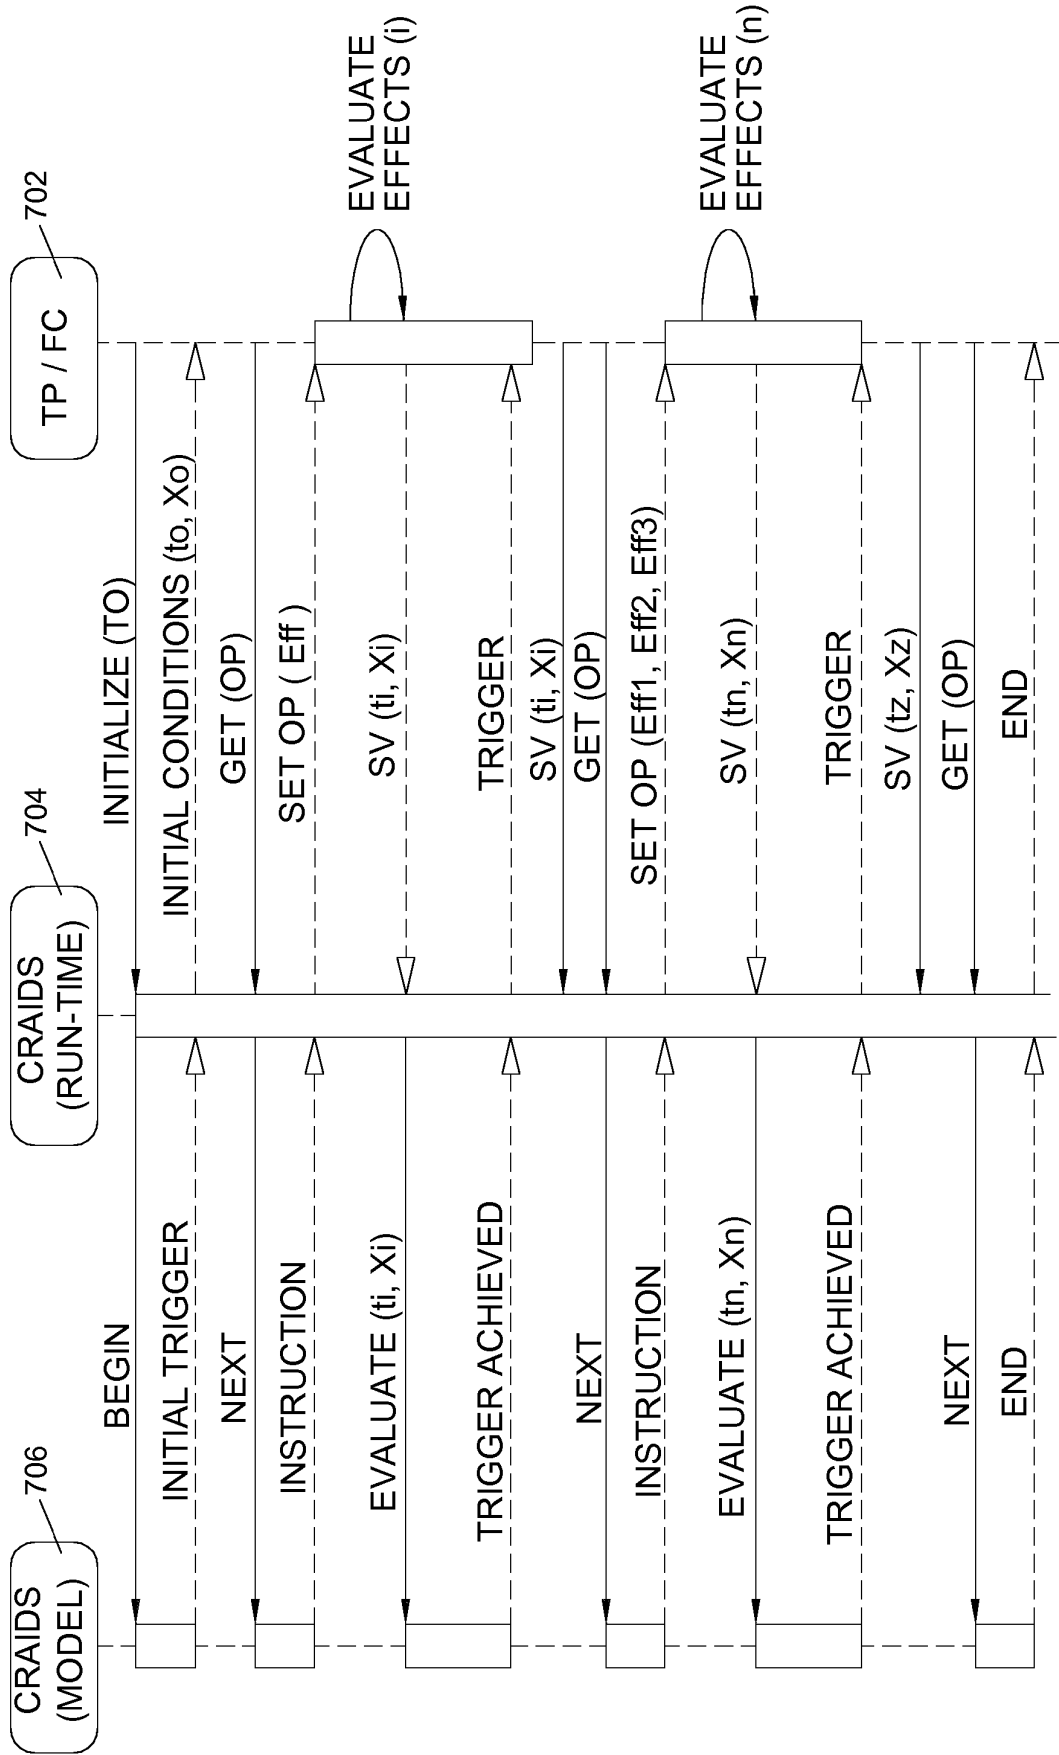 CRAIDS
(MODEL)
706
CRAIDS
(RUN-TIME)
704
TP / FC
702
BEGIN
INITIALIZE (TO)
INITIAL TRIGGER
INITIAL CONDITIONS (to, Xo)
NEXT
GET (OP)
INSTRUCTION
SET OP ( Eff )
EVALUATE
EFFECTS (i)
EVALUATE (ti, Xi)
SV (ti, Xi)
TRIGGER ACHIEVED
TRIGGER
SV (ti, Xi)
NEXT
GET (OP)
INSTRUCTION
SET OP (Eff1, Eff2, Eff3)
EVALUATE
EFFECTS (n)
EVALUATE (tn, Xn)
SV (tn, Xn)
TRIGGER ACHIEVED
TRIGGER
SV (tz, Xz)
NEXT
GET (OP)
END
END